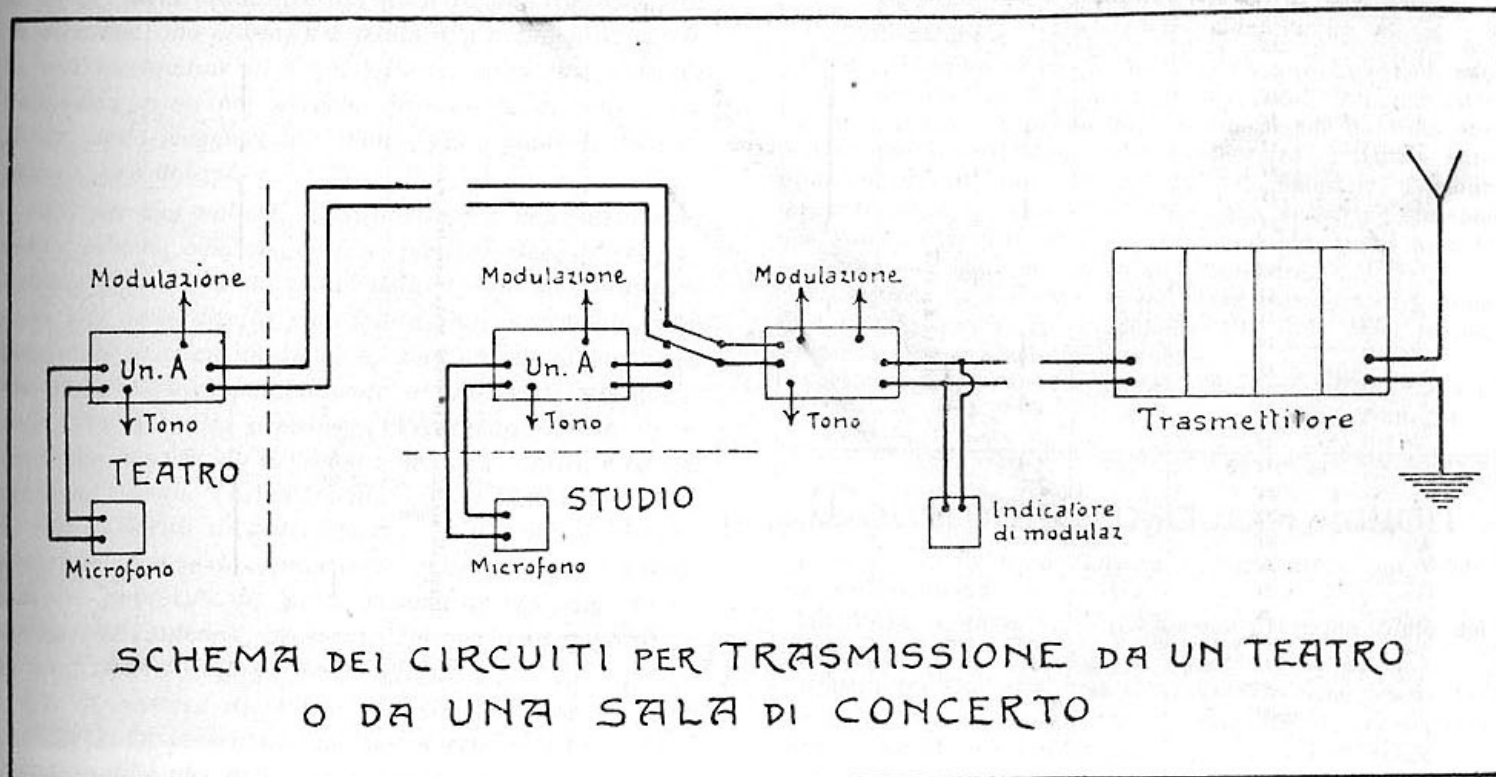 Modulazione
Modulazione
Modulazione
Un. A
Un. A
Tono
Tono
Tono
TEATRO
STUDIO
Trasmettitore
Microfono
Microfono
Indicatore
di modulaz
SCHEMA DEI CIRCUITI PER TRASMISSIONE DA UN TEATRO
O DA UNA SALA DI CONCERTO